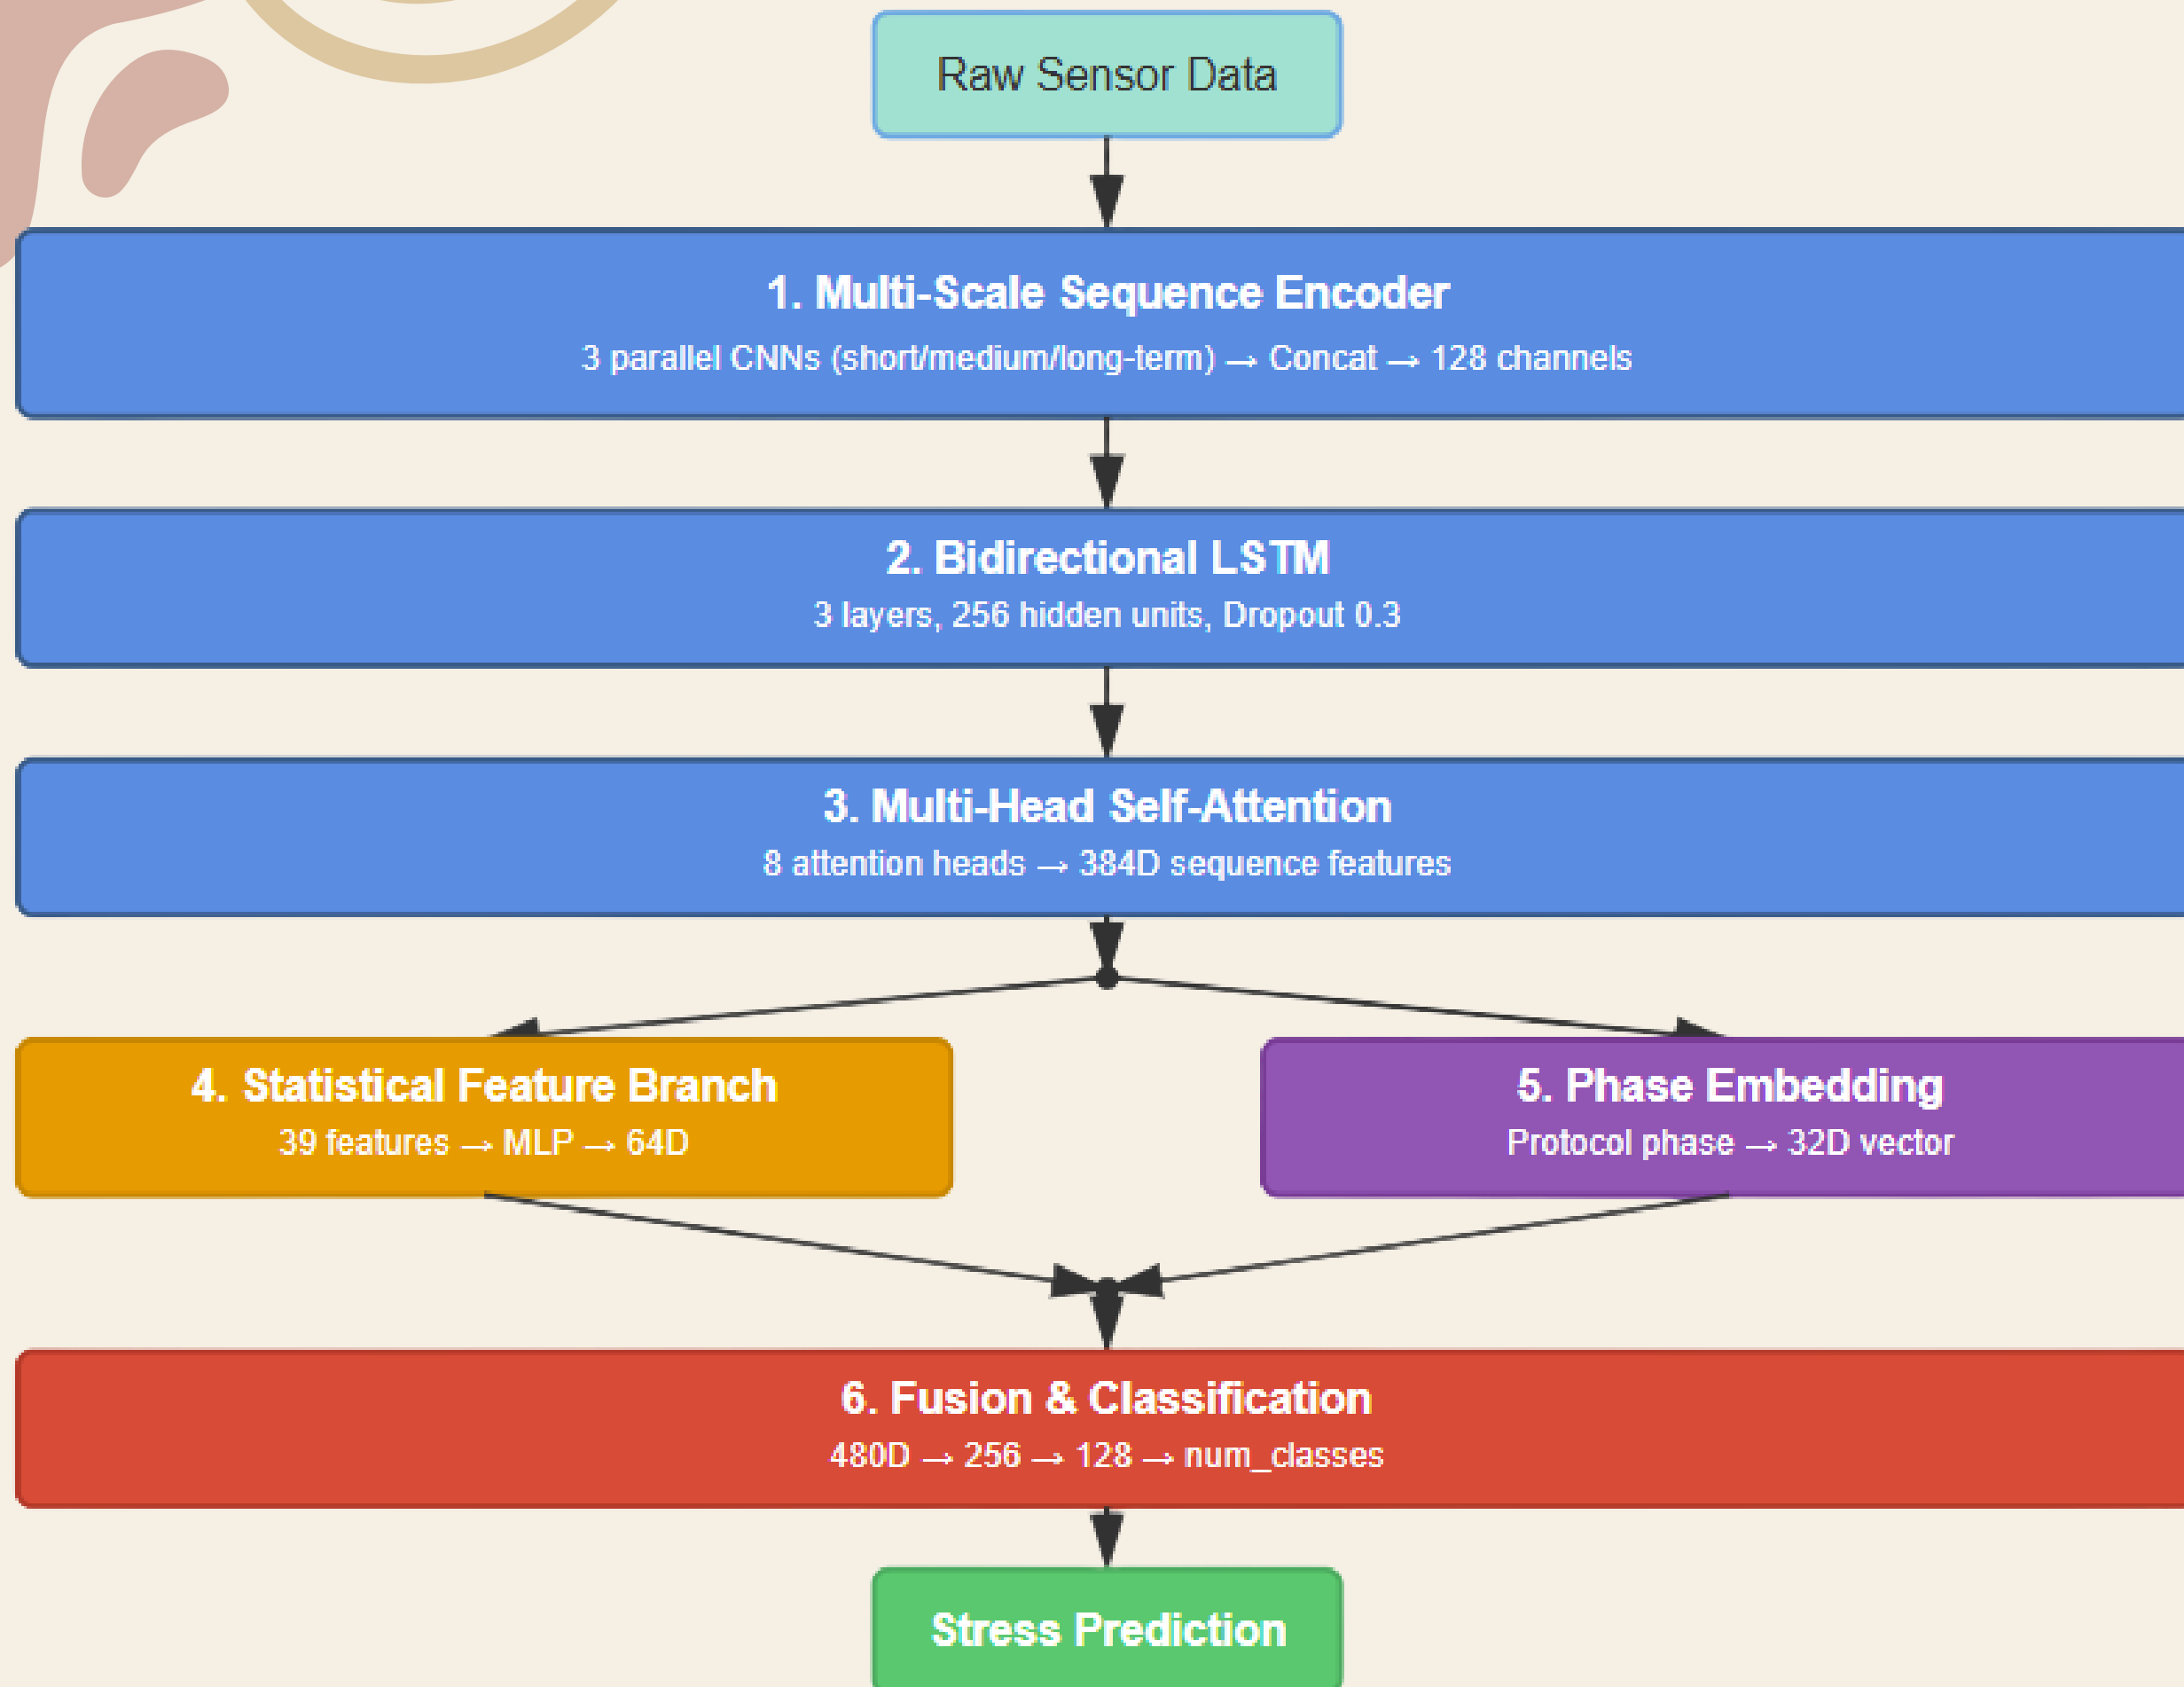 Raw Sensor Data
1. Multi-Scale Sequence Encoder
3 parallel CNNs (short/medium/long-term) → Concat → 128 channels
2. Bidirectional LSTM
3 layers, 256 hidden units, Dropout 0.3
3. Multi-Head Self-Attention
8 attention heads → 384D sequence features
4. Statistical Feature Branch
39 features → MLP → 64D
5. Phase Embedding
Protocol phase → 32D vector
6. Fusion & Classification
480D → 256 → 128 → num_classes
Stress Prediction